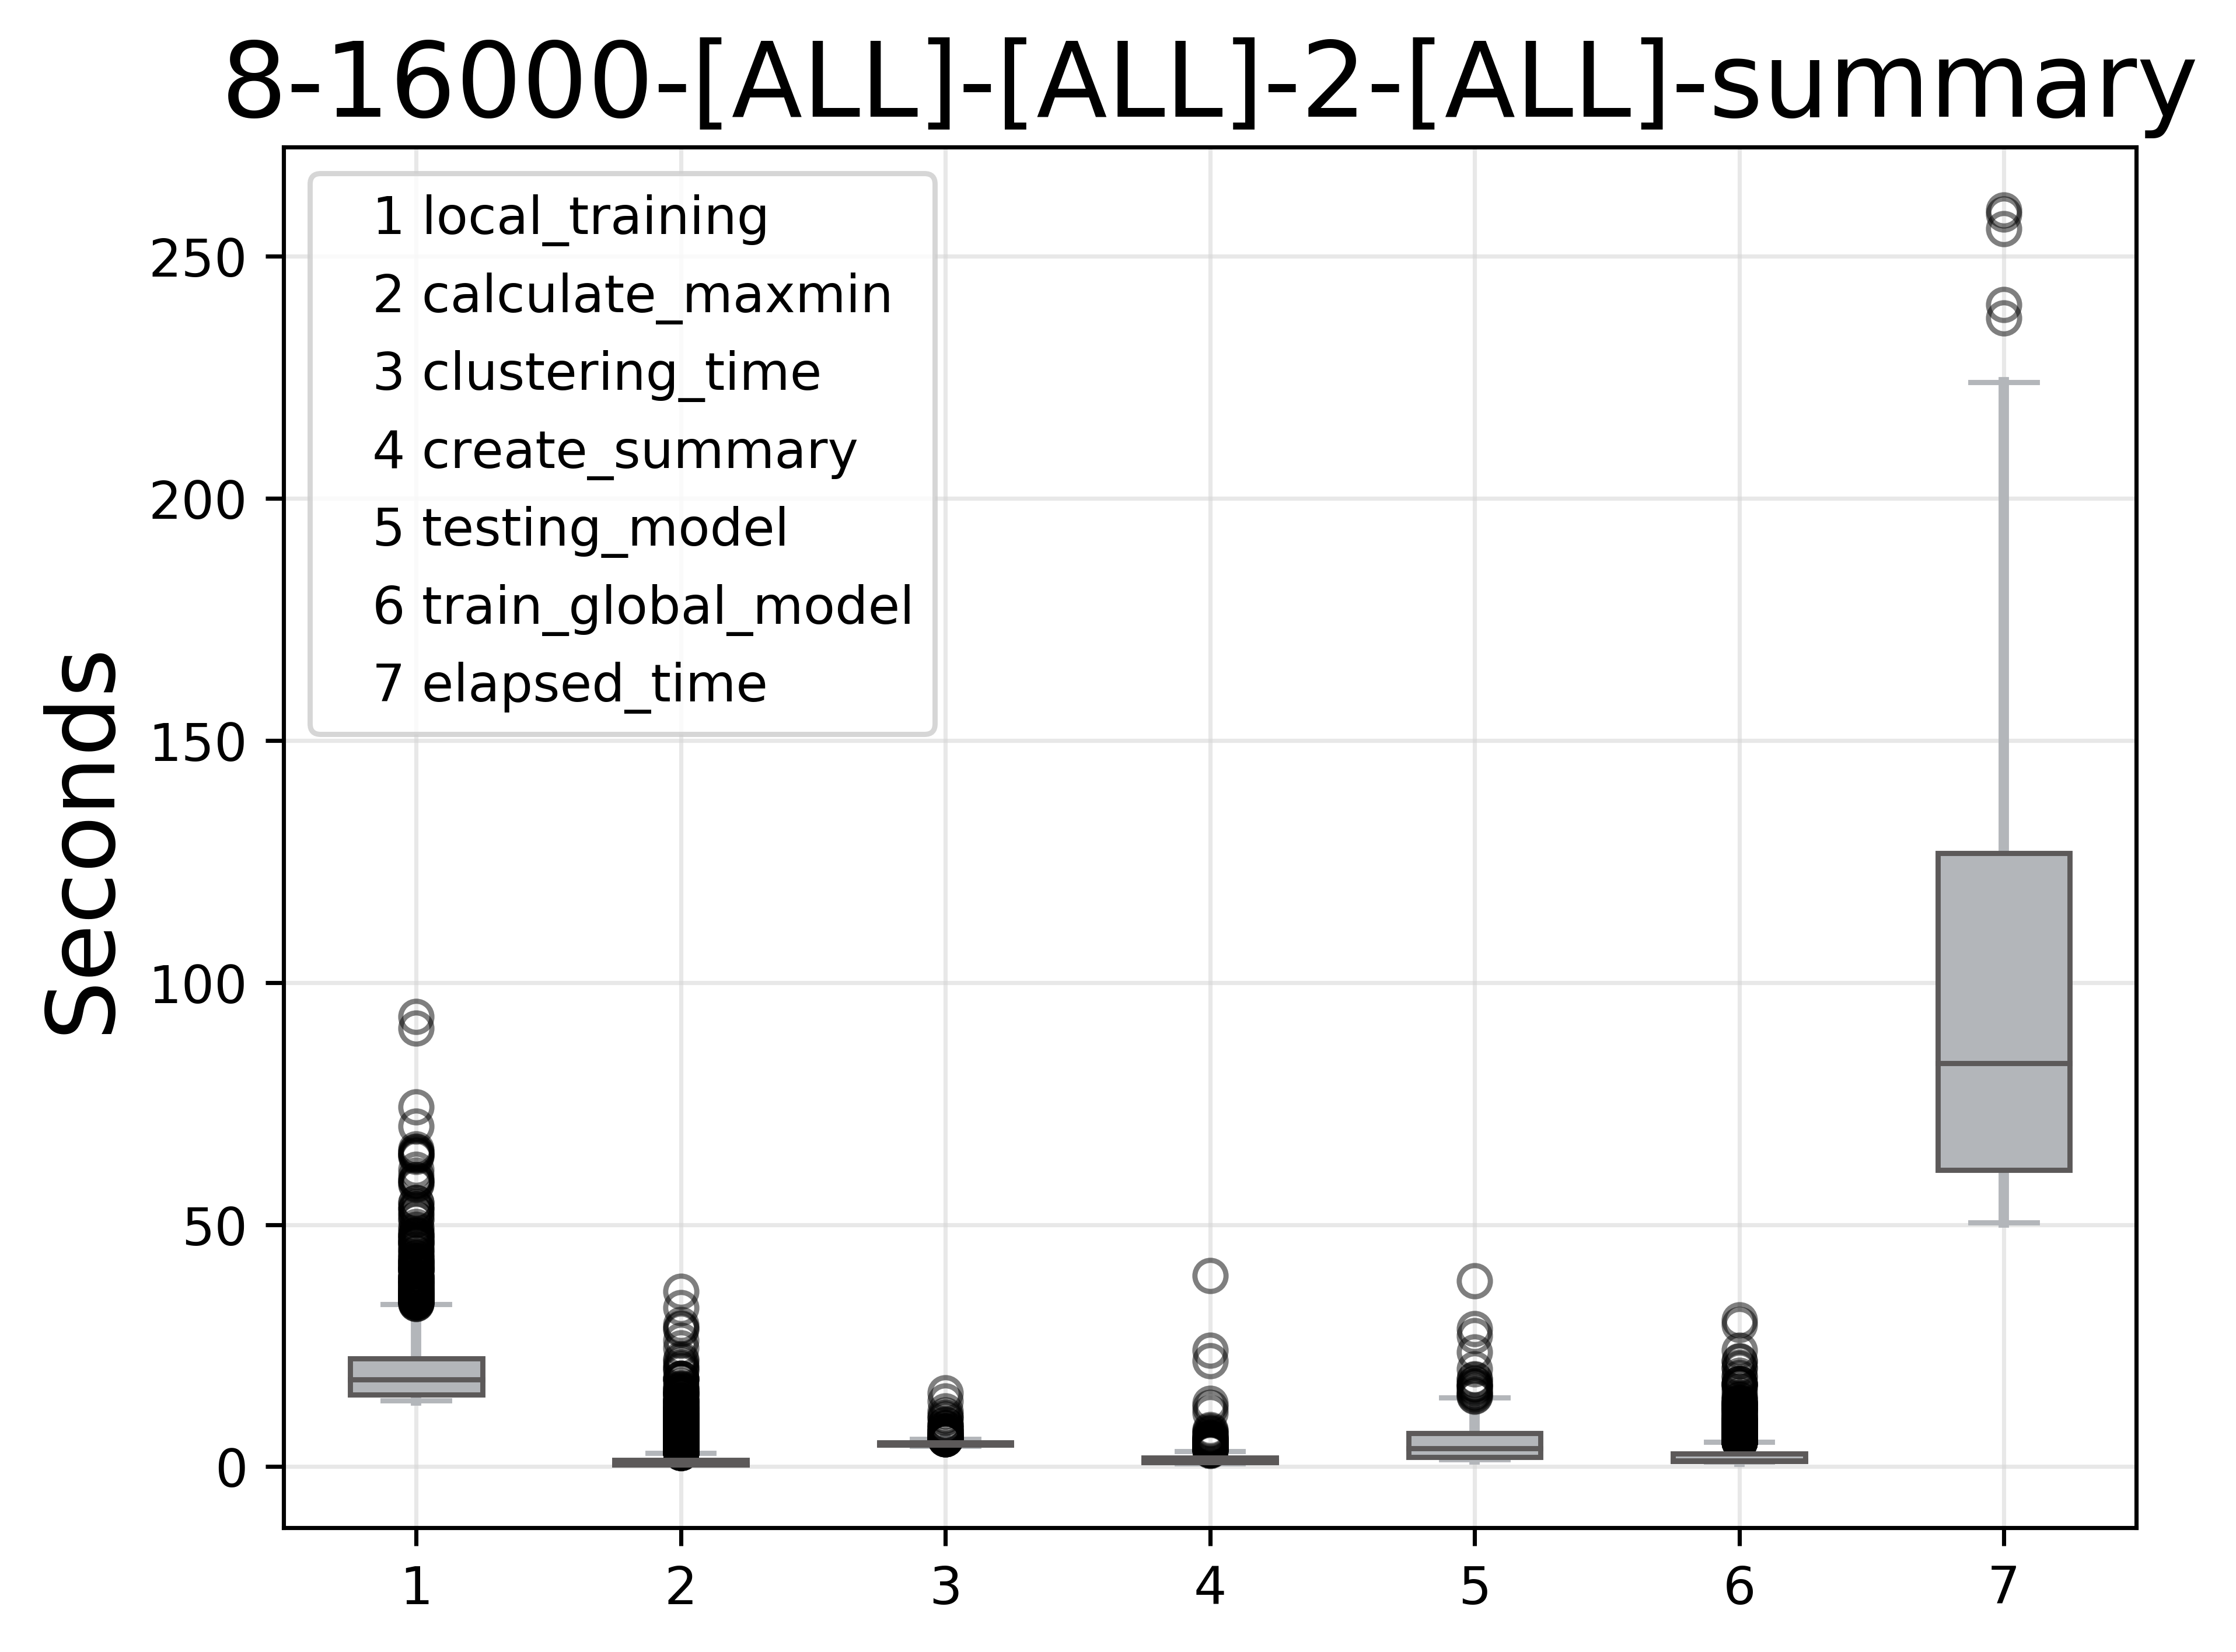 8-16000-[ALL]-[ALL]-2-[ALL]-summary
1 local_training
2 calculate_maxmin
3 clustering_time
4 create_summary
5 testing_model
6 train_global_model
7 elapsed_time
Seconds
250
200
150
100
50
0
1 2 3 4 5 6 7